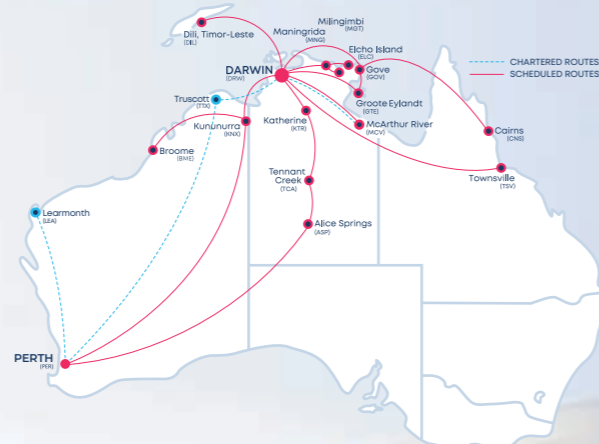 Milingimbi
(MGT)
Maningrida
(MNG)
Dili, Timor-Leste
(DIL)
Elcho Island
(ELC)
DARWIN
(DRW)
Gove
(GOV)
CHARTERED ROUTES
SCHEDULED ROUTES
Truscott
(TTX)
Groote Eylandt
(GTE)
Kununurra
(KNX)
Katherine
(KTR)
McArthur River
(MCV)
Cairns
(CNS)
Broome
(BME)
Tennant
Creek
(TCA)
Townsville
(TSV)
Learmonth
(LEA)
Alice Springs
(ASP)
PERTH
(PER)